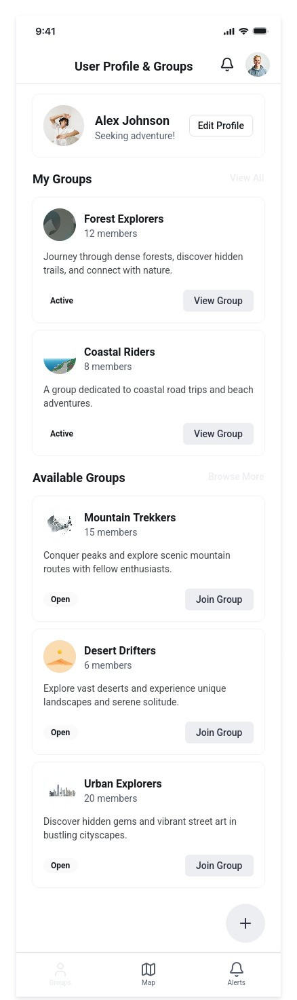 9:41
User Profile & Groups
Alex Johnson
Seeking adventure!
Edit Profile
My Groups
View All
Forest Explorers
12 members
Journey through dense forests, discover hidden
trails, and connect with nature.
Active
View Group
Coastal Riders
8 members
A group dedicated to coastal road trips and beach
adventures.
Active
View Group
Available Groups
Browse More
Mountain Trekkers
15 members
Conquer peaks and explore scenic mountain
routes with fellow enthusiasts.
Open
Join Group
Desert Drifters
6 members
Explore vast deserts and experience unique
landscapes and serene solitude.
Open
Join Group
Urban Explorers
20 members
Discover hidden gems and vibrant street art in
bustling cityscapes.
Open
Join Group
Groups
Map
Alerts